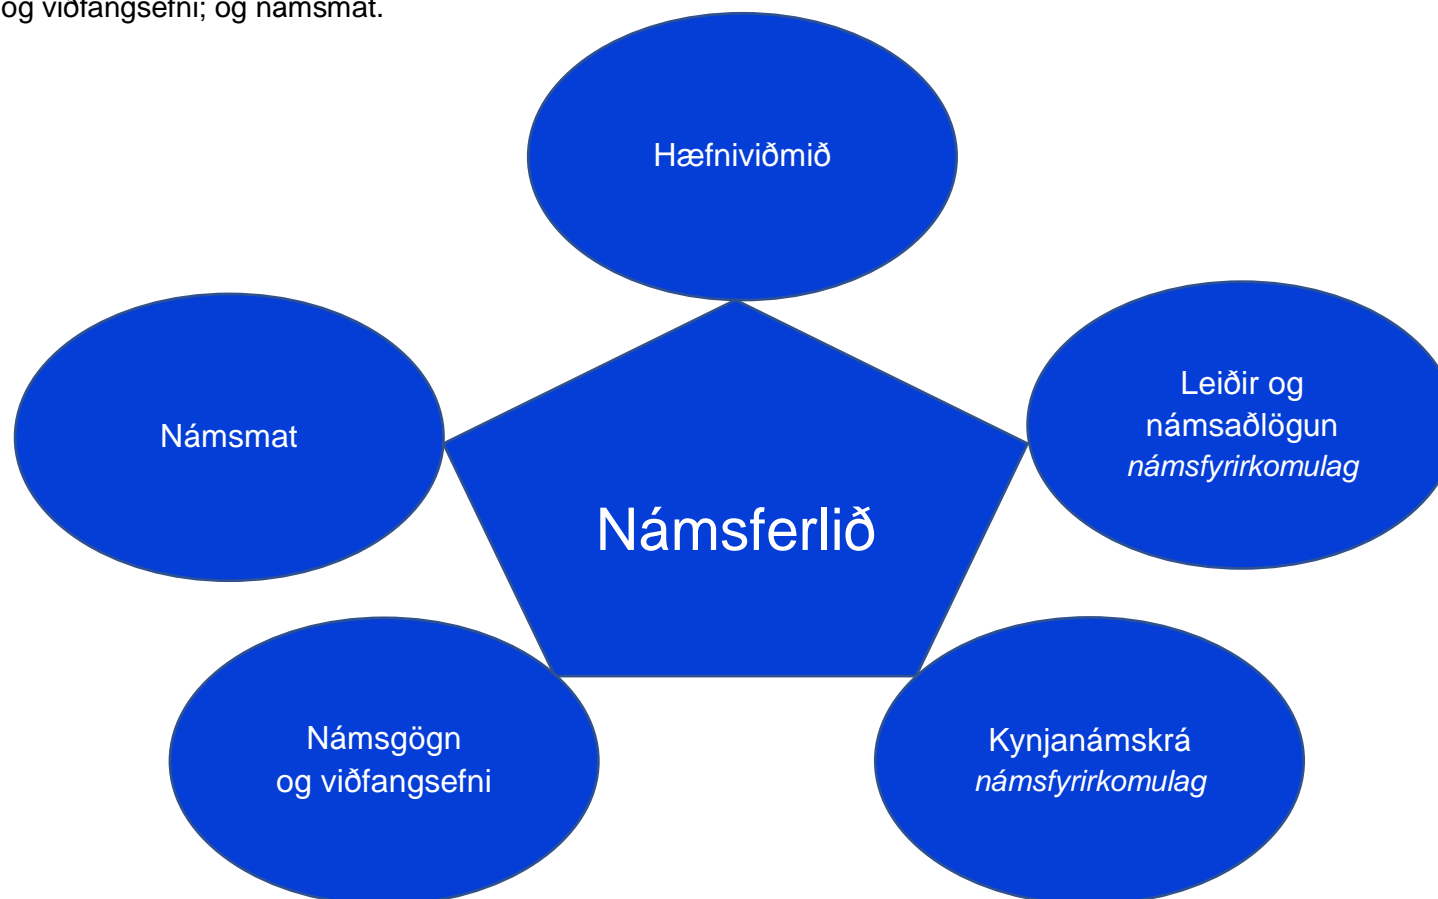 og viðfangsefni; og námsmat.
Hæfniviðmið
Leiðir og
námsaðlögun
námsfyrirkomulag
Námsmat
Námsferlið
Námsgögn
og viðfangsefni
Kynjanámskrá
námsfyrirkomulag